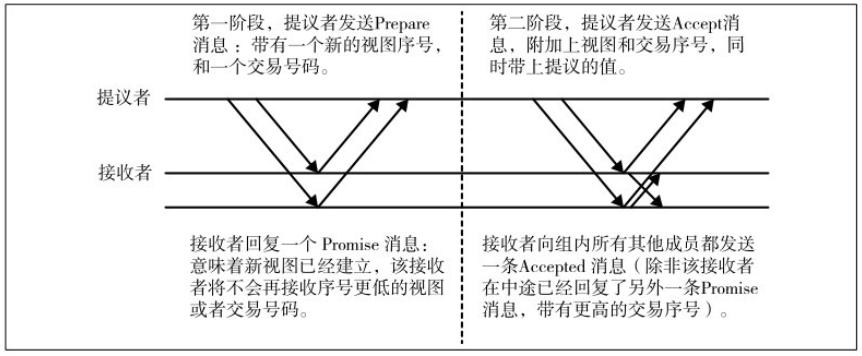 第一阶段，提议者发送Prepare
消息：带有一个新的视图序号，
和一个交易号码。
第二阶段，提议者发送Accept消
息，附加上视图和交易序号，同
时带上提议的值。
提议者
接收者
接收者回复一个 Promise 消息：
意味着新视图已经建立，该接收
者将不会再接收序号更低的视图
或者交易号码。
接收者向组内所有其他成员都发送
一条Accepted 消息（除非该接收者
在中途已经回复了另外一条Promise
消息，带有更高的交易序号）。